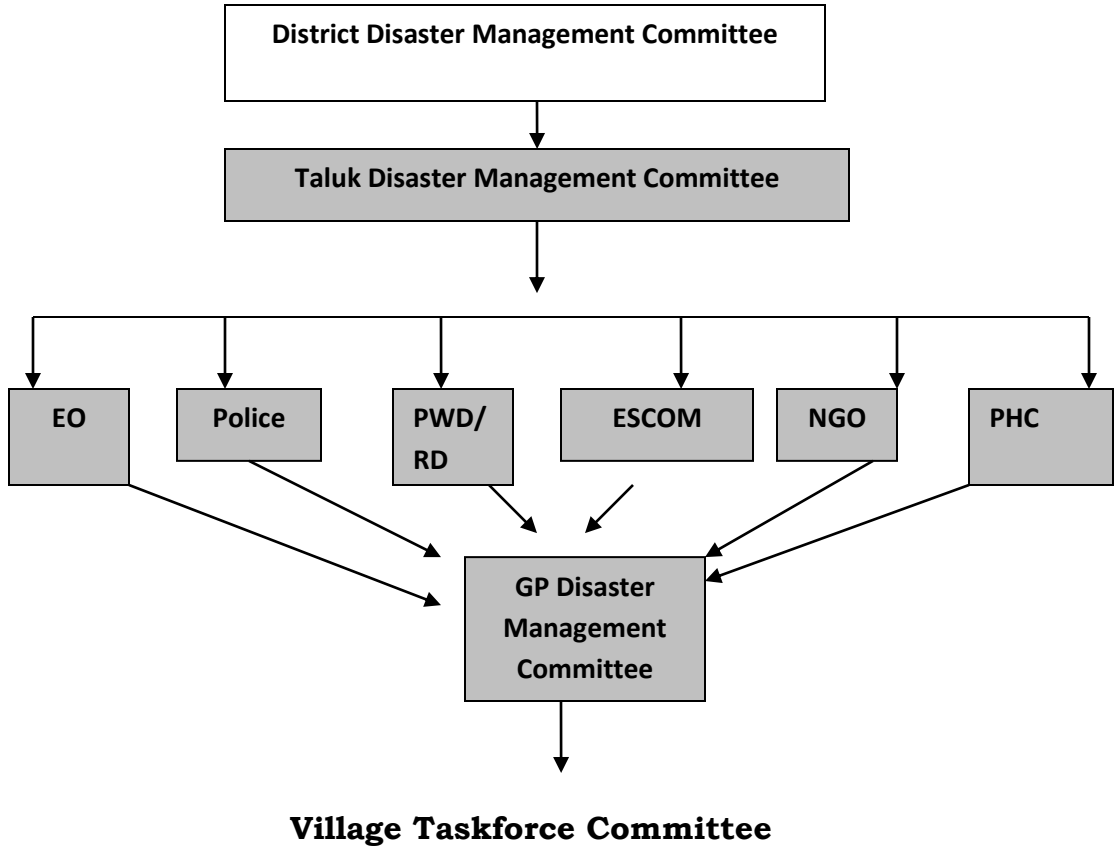 District Disaster Management Committee
Taluk Disaster Management Committee
EO
Police
PWD/
RD
ESCOM
NGO
PHC
GP Disaster
Management
Committee
Village Taskforce Committee